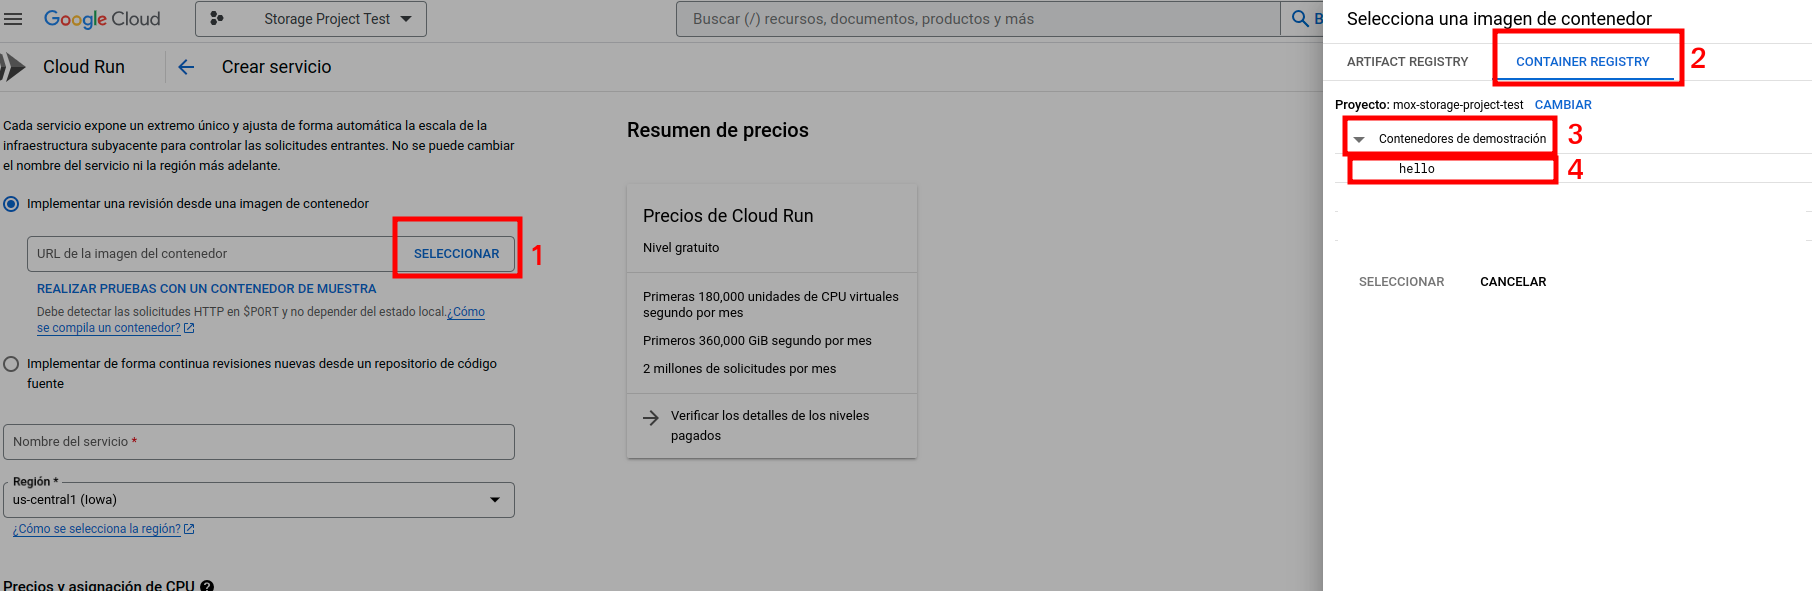 Google Cloud
Storage Project Test
Buscar (/) recursos, documentos, productos y más
B
Cloud Run
Crear servicio
Cada servicio expone un extremo único y ajusta de forma automática la escala de la
infraestructura subyacente para controlar las solicitudes entrantes. No se puede cambiar
el nombre del servicio ni la región más adelante.
Implementar una revisión desde una imagen de contenedor
URL de la imagen del contenedor
SELECCIONAR
1
REALIZAR PRUEBAS CON UN CONTENEDOR DE MUESTRA
Debe detectar las solicitudes HTTP en $PORT y no depender del estado local.¿Cómo
se compila un contenedor?
Implementar de forma continua revisiones nuevas desde un repositorio de código
fuente
Nombre del servicio *
Región *
us-central1 (Iowa)
¿Cómo se selecciona la región?
Precios y asignación de CPU ?
Resumen de precios
Precios de Cloud Run
Nivel gratuito
Primeras 180,000 unidades de CPU virtuales
segundo por mes
Primeros 360,000 GiB segundo por mes
2 millones de solicitudes por mes
Verificar los detalles de los niveles
pagados
Selecciona una imagen de contenedor
ARTIFACT REGISTRY
CONTAINER REGISTRY
2
Proyecto: mox-storage-project-test CAMBIAR
Contenedores de demostración
3
hello
4
SELECCIONAR
CANCELAR